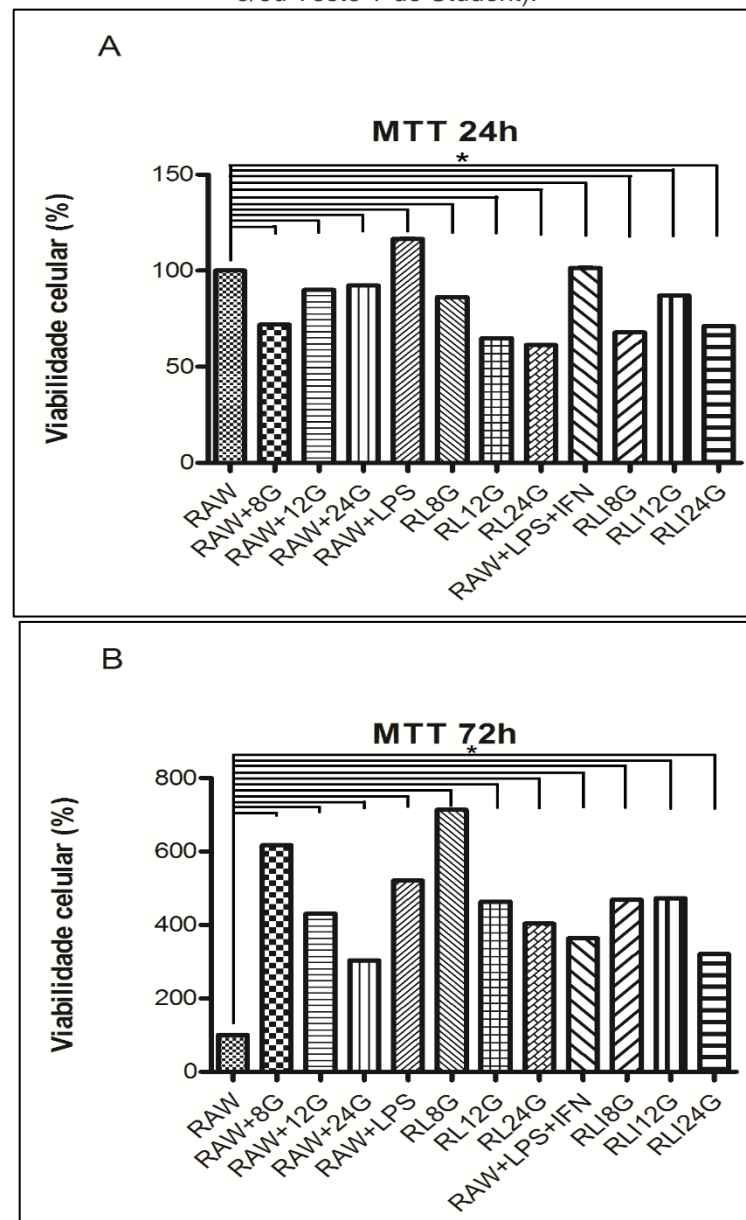 e/ou Teste T de Student).
A
MTT 24h
*
Viabilidade celular (%)
150
100
50
0
RAW
RAW+8G
RAW+12G
RAW+24G
RAW+LPS
RL8G
RL12G
RL24G
RAW+LPS+IFN
RLI8G
RLI12G
RLI24G
B
MTT 72h
*
Viabilidade celular (%)
800
600
400
200
0
RAW
RAW+8G
RAW+12G
RAW+24G
RAW+LPS
RL8G
RL12G
RL24G
RAW+LPS+IFN
RLI8G
RLI12G
RLI24G